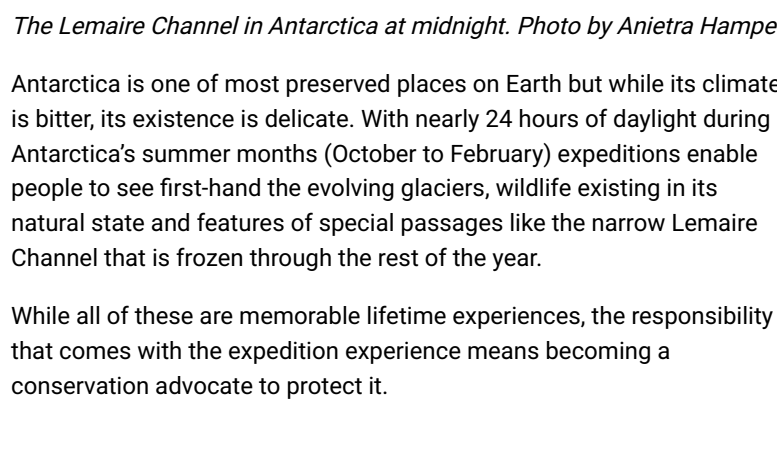 The Lemaire Channel in Antarctica at midnight. Photo by Anietra Hampe
Antarctica is one of most preserved places on Earth but while its climate
is bitter, its existence is delicate. With nearly 24 hours of daylight during
Antarctica’s summer months (October to February) expeditions enable
people to see first-hand the evolving glaciers, wildlife existing in its
natural state and features of special passages like the narrow Lemaire
Channel that is frozen through the rest of the year.
While all of these are memorable lifetime experiences, the responsibility
that comes with the expedition experience means becoming a
conservation advocate to protect it.